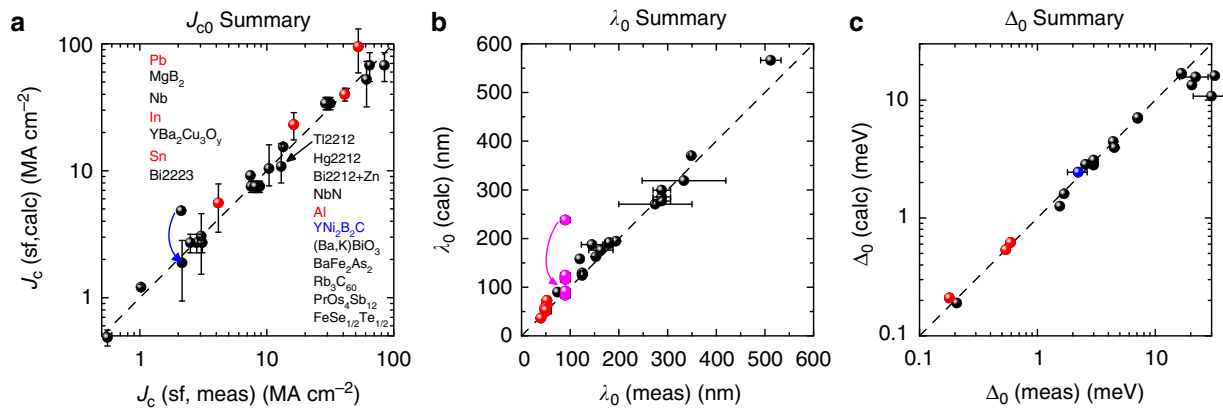 a
J_c0 Summary
J_c (sf,calc) (MA cm⁻²)
100
10
1
Pb
MgB₂
Nb
In
YBa₂Cu₃O_y
Sn
Bi2223
Tl2212
Hg2212
Bi2212+Zn
NbN
Al
YNi₂B₂C
(Ba,K)BiO₃
BaFe₂As₂
Rb₃C₆₀
PrOs₄Sb₁₂
FeSe₁/₂Te₁/₂
1
10
100
J_c (sf, meas) (MA cm⁻²)
b
λ₀ Summary
λ₀ (calc) (nm)
600
500
400
300
200
100
0
0
100
200
300
400
500
600
λ₀ (meas) (nm)
c
Δ₀ Summary
Δ₀ (calc) (meV)
10
1
0.1
0.1
1
10
Δ₀ (meas) (meV)